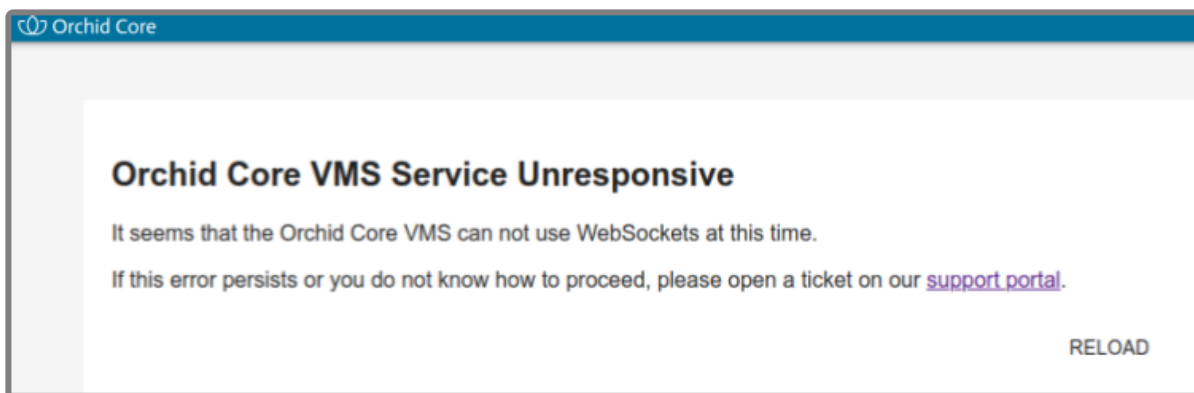 Orchid Core
Orchid Core VMS Service Unresponsive
It seems that the Orchid Core VMS can not use WebSockets at this time.
If this error persists or you do not know how to proceed, please open a ticket on our support portal.
RELOAD